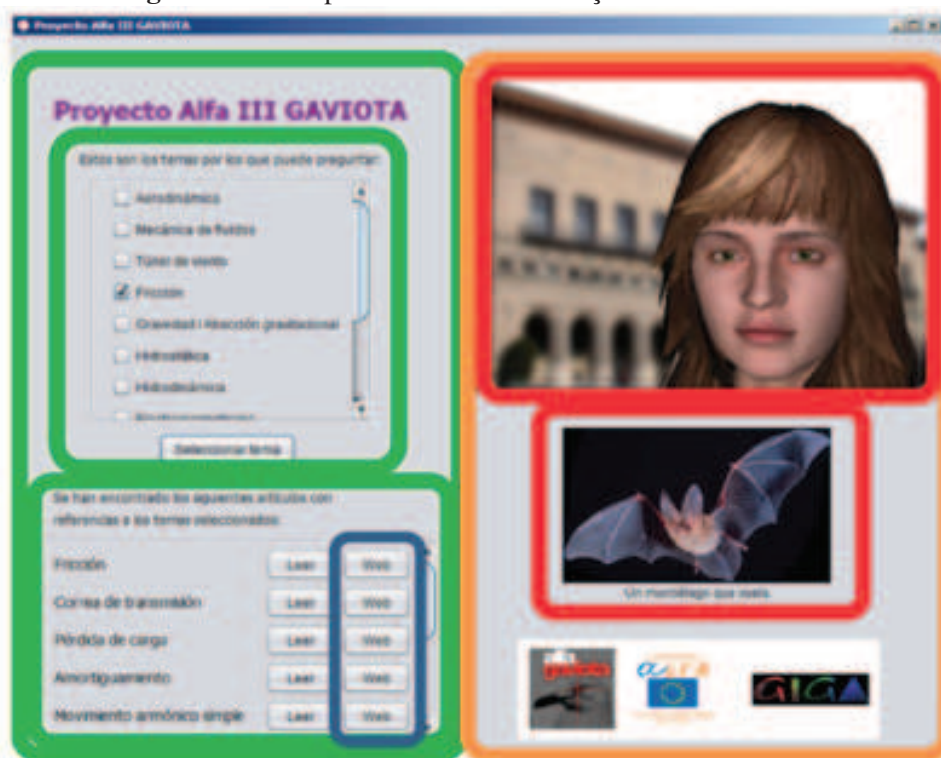 Proyecto Alfa III GAVIOTA
Proyecto Alfa III GAVIOTA
Estos son los temas por los que puede preguntar:
Aerodinámica
Mecánica de fluidos
Túnel de viento
Fricción
Gravedad / Atracción gravitacional
Hidrostática
Hidrodinámica
Seleccionar tema
Se han encontrado los siguientes artículos con
referencias a los temas seleccionados:
Fricción Leer Web
Correa de transmisión Leer Web
Pérdida de carga Leer Web
Amortiguamiento Leer Web
Movimiento armónico simple Leer Web
Un murciélago que vuela.
gaviota
GIGA